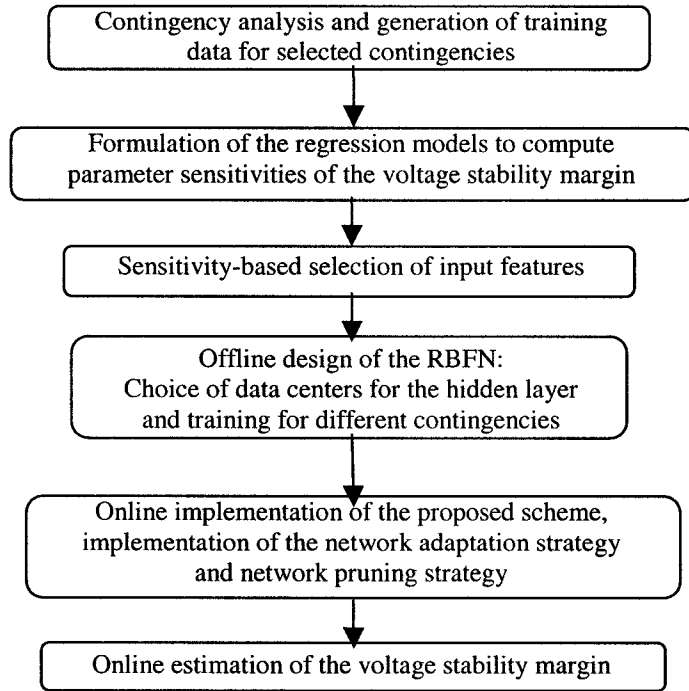 Contingency analysis and generation of training
data for selected contingencies
Formulation of the regression models to compute
parameter sensitivities of the voltage stability margin
Sensitivity-based selection of input features
Offline design of the RBFN:
Choice of data centers for the hidden layer
and training for different contingencies
Online implementation of the proposed scheme,
implementation of the network adaptation strategy
and network pruning strategy
Online estimation of the voltage stability margin